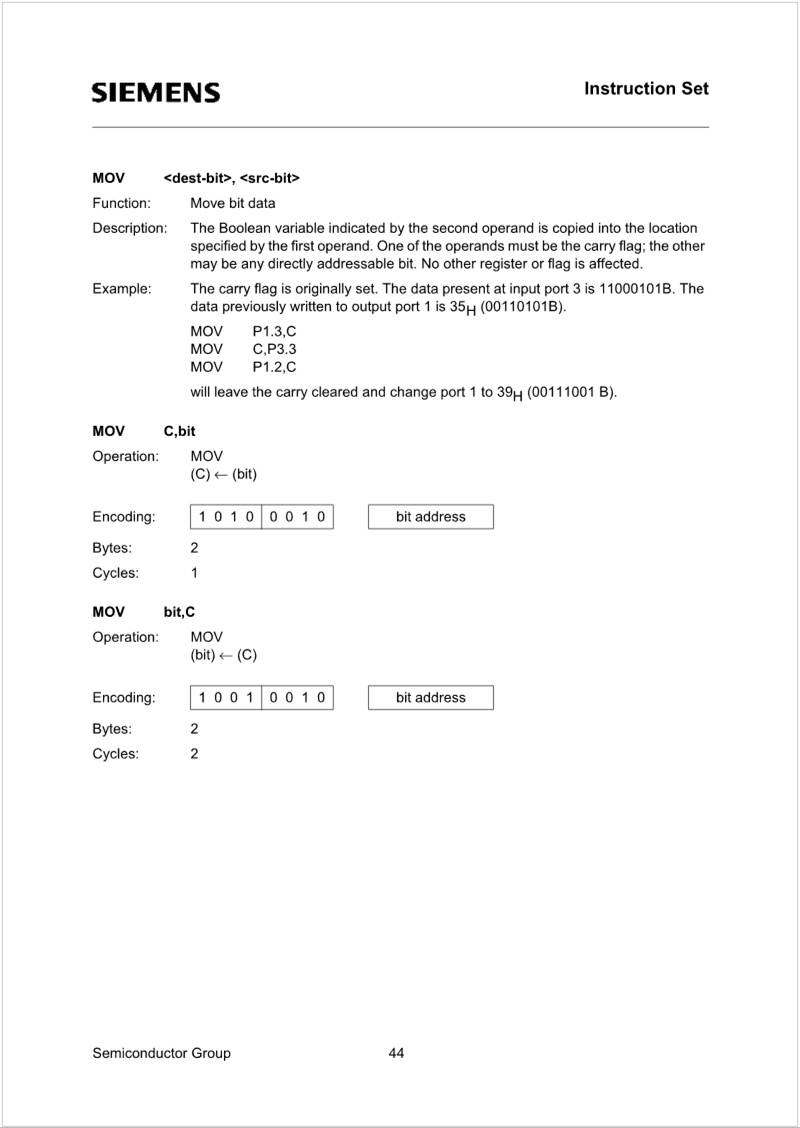 SIEMENS
Instruction Set
MOV <dest-bit>, <src-bit>
Function: Move bit data
Description: The Boolean variable indicated by the second operand is copied into the location
specified by the first operand. One of the operands must be the carry flag; the other
may be any directly addressable bit. No other register or flag is affected.
Example: The carry flag is originally set. The data present at input port 3 is 11000101B. The
data previously written to output port 1 is 35H (00110101B).
MOV P1.3,C
MOV C,P3.3
MOV P1.2,C
will leave the carry cleared and change port 1 to 39H (00111001 B).
MOV C,bit
Operation: MOV
(C) ← (bit)
Encoding: 1 0 1 0 0 0 1 0 bit address
Bytes: 2
Cycles: 1
MOV bit,C
Operation: MOV
(bit) ← (C)
Encoding: 1 0 0 1 0 0 1 0 bit address
Bytes: 2
Cycles: 2
Semiconductor Group 44